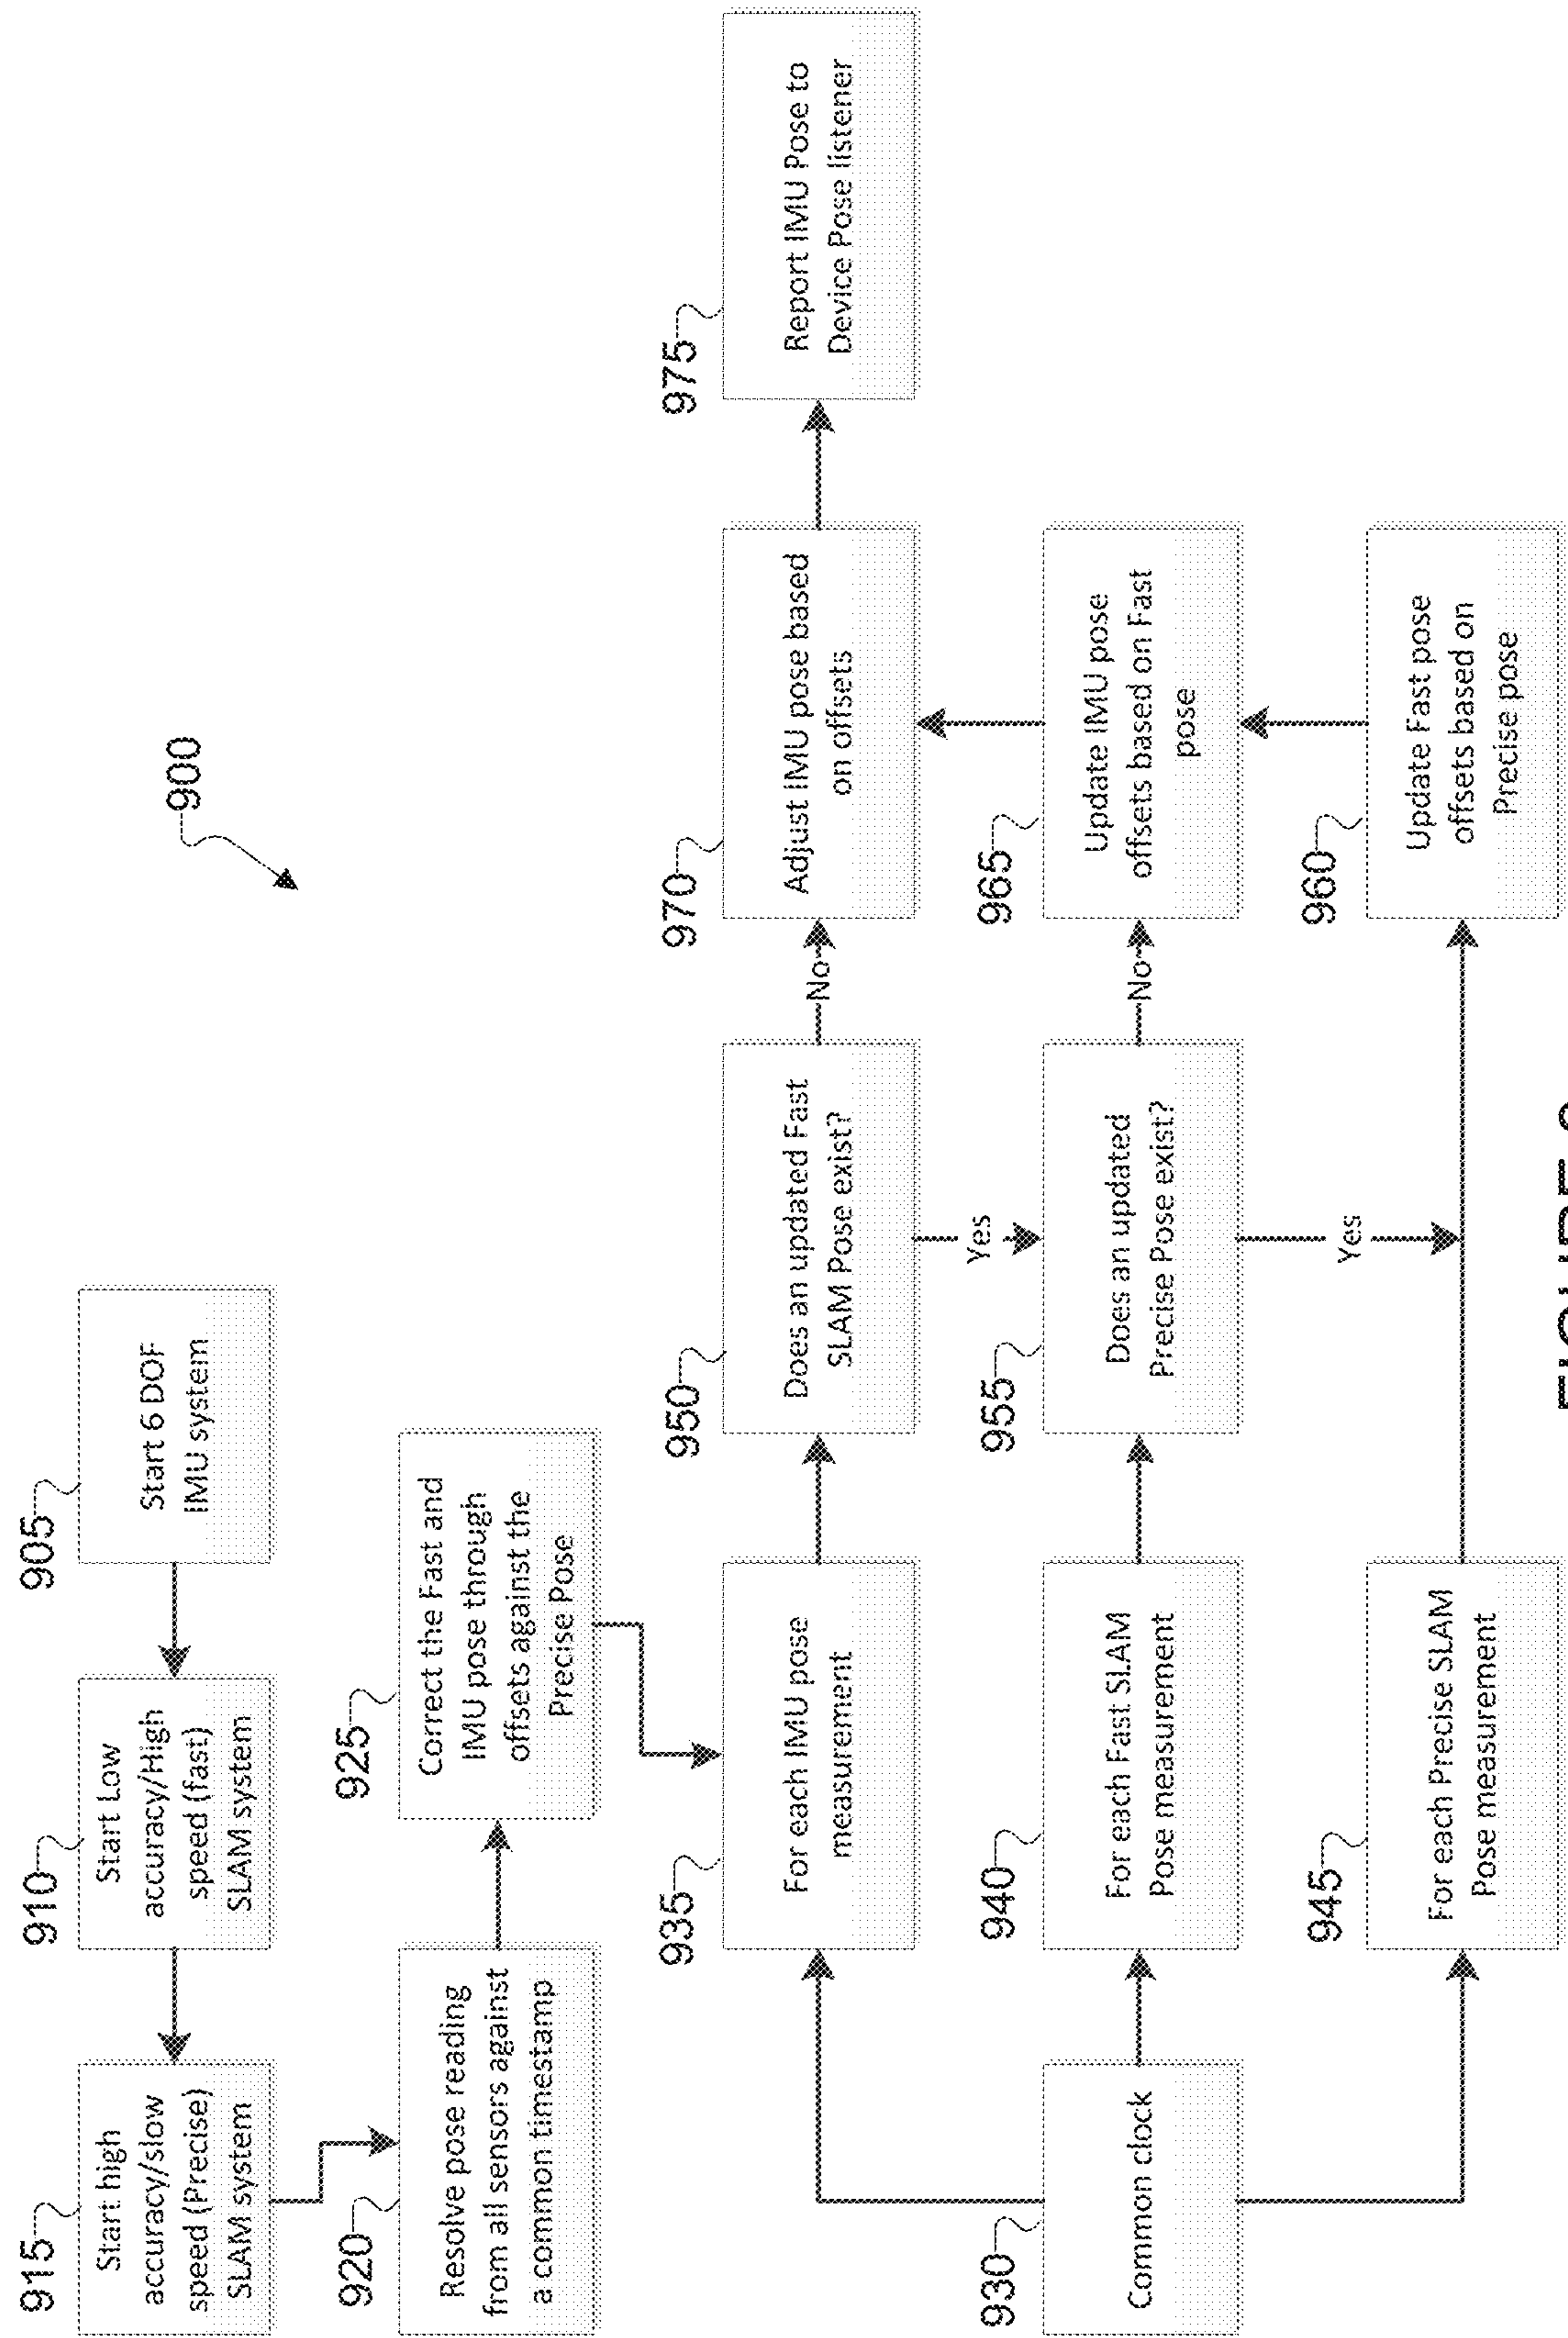 915
Start high
accuracy/slow
speed (Precise)
SLAM system
910
Start Low
accuracy/High
speed (fast)
SLAM system
905
Start 6 DOF
IMU system
900
920
Resolve pose reading
from all sensors against
a common timestamp
925
Correct the Fast and
IMU pose through
offsets against the
Precise Pose
935
For each IMU pose
measurement
950
Does an updated Fast
SLAM Pose exist?
No
970
Adjust IMU pose based
on offsets
975
Report IMU Pose to
Device Pose listener
Yes
930
Common clock
940
For each Fast SLAM
Pose measurement
955
Does an updated
Precise Pose exist?
No
965
Update IMU pose
offsets based on Fast
pose
Yes
945
For each Precise SLAM
Pose measurement
960
Update Fast pose
offsets based on
Precise pose
FIGURE